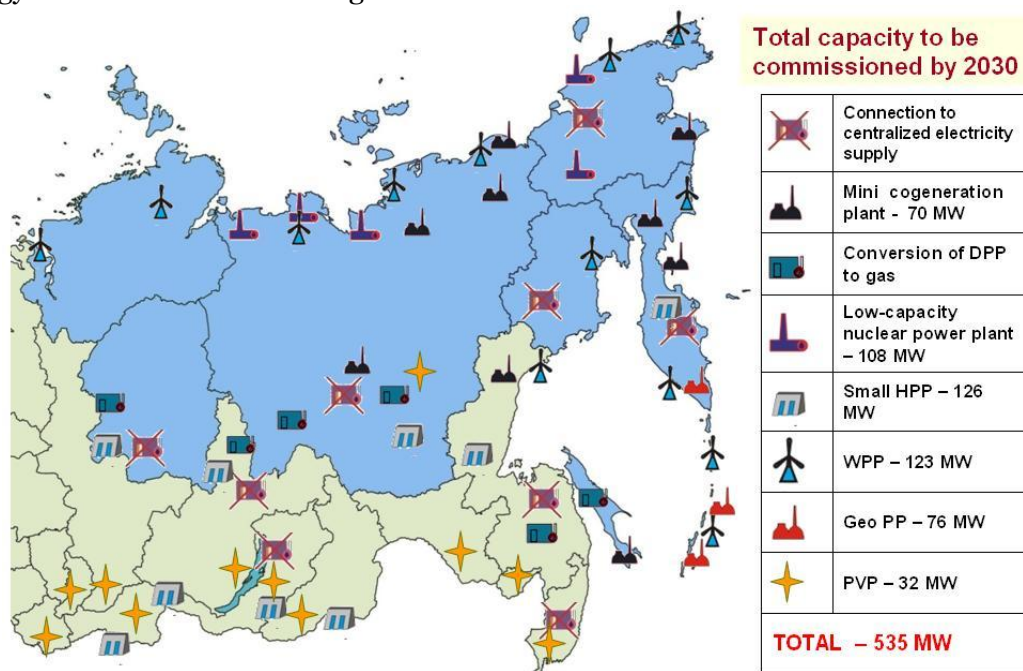 Total capacity to be
commissioned by 2030
Connection to
centralized electricity
supply
Mini cogeneration
plant - 70 MW
Conversion of DPP
to gas
Low-capacity
nuclear power plant
– 108 MW
Small HPP – 126
MW
WPP – 123 MW
Geo PP – 76 MW
PVP – 32 MW
TOTAL – 535 MW